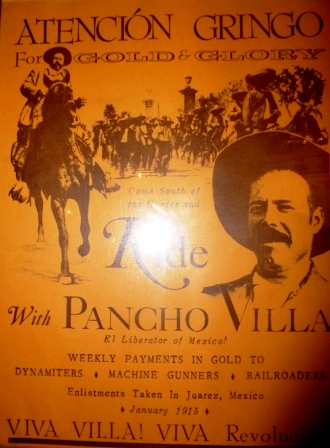 ATENCIÓN GRINGO
For GOLD & GLORY
Come South of
the Border and
Ride
With PANCHO VILLA
El Liberator of Mexico!
WEEKLY PAYMENTS IN GOLD TO
DYNAMITERS ♦ MACHINE GUNNERS ♦ RAILROADERS
Enlistments Taken In Juarez, Mexico
♦ January 1915 ♦
VIVA VILLA! VIVA Revoluci